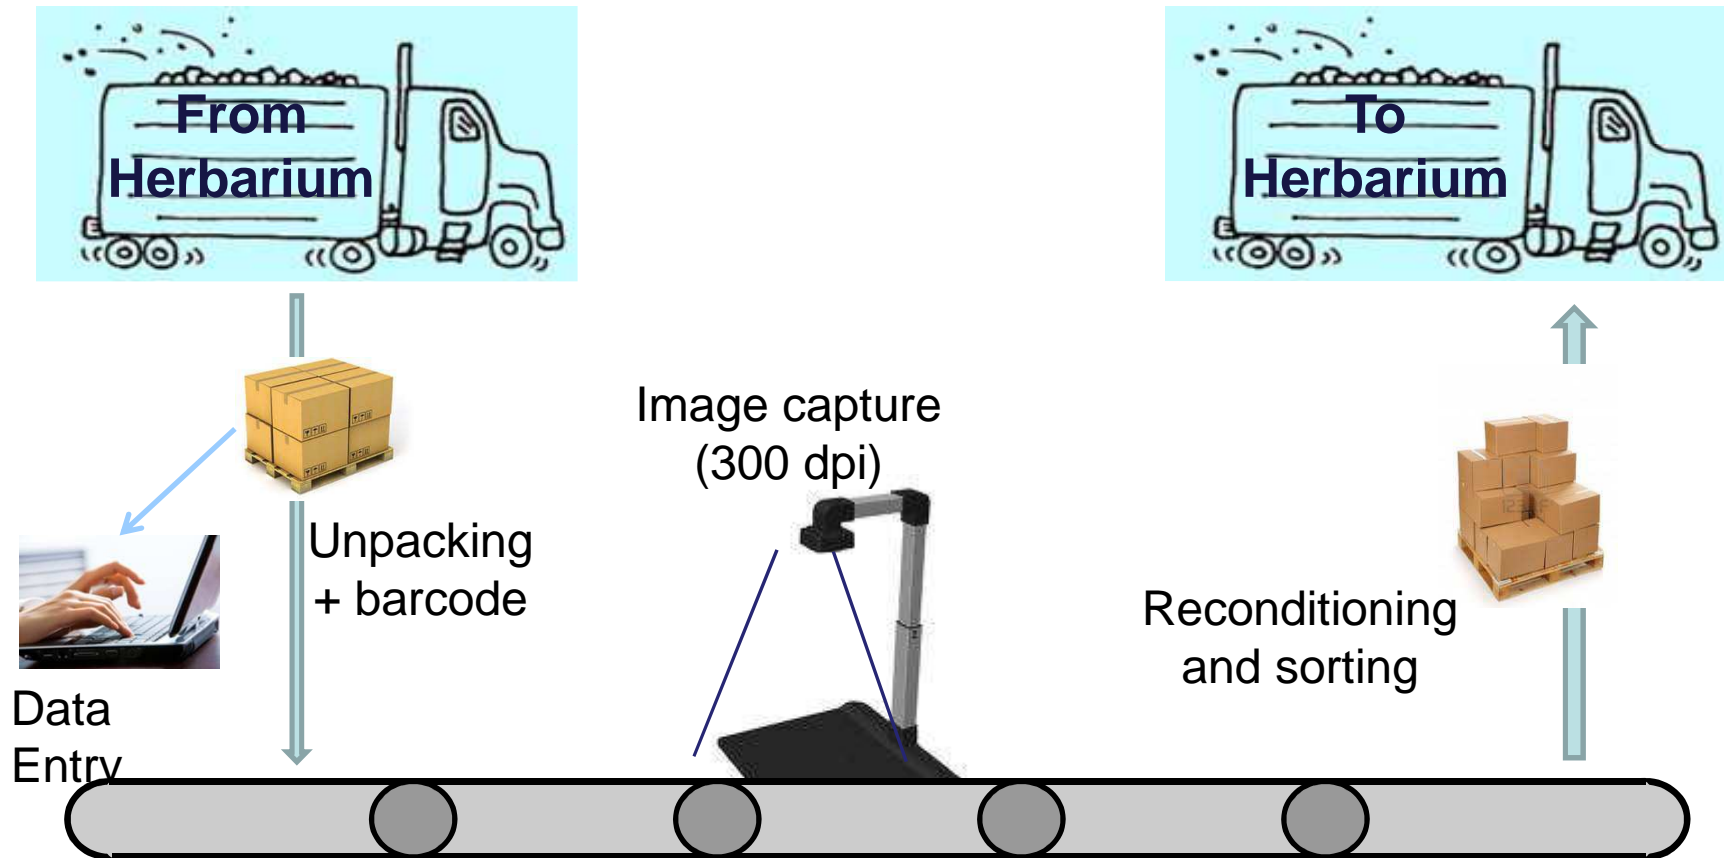 From
Herbarium
To
Herbarium
Image capture
(300 dpi)
Unpacking
+ barcode
Reconditioning
and sorting
Data
Entry